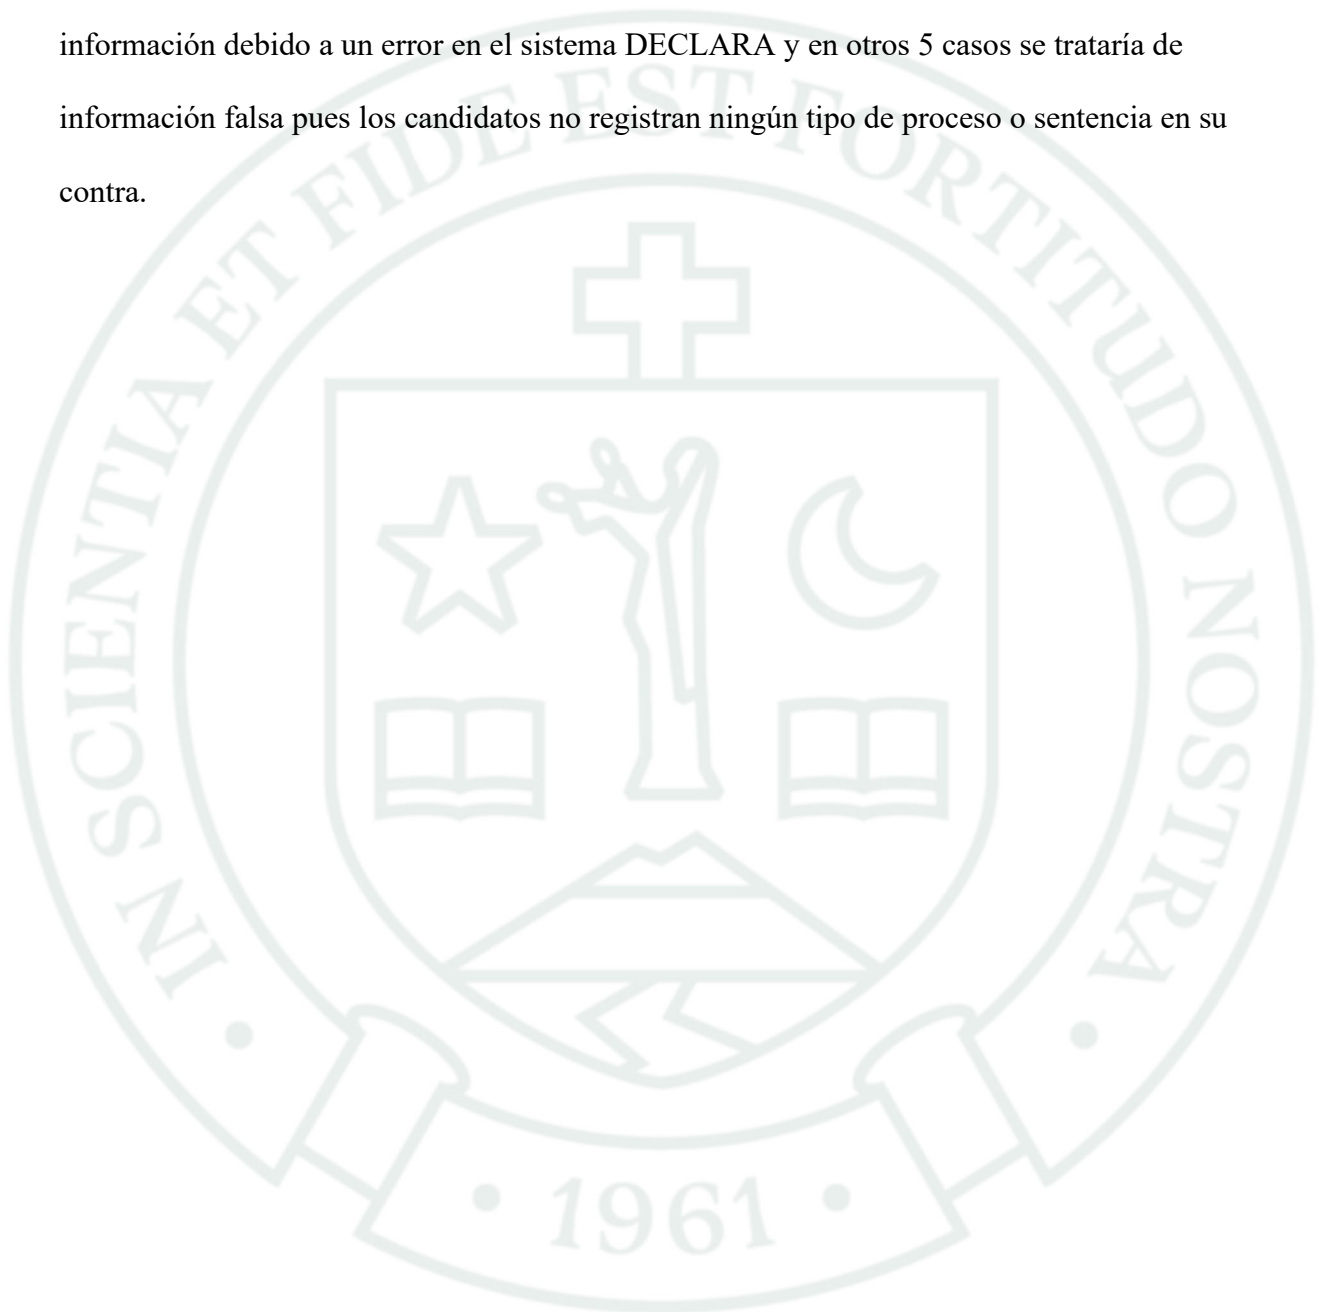 información debido a un error en el sistema DECLARA y en otros 5 casos se trataría de
información falsa pues los candidatos no registran ningún tipo de proceso o sentencia en su
contra.
IN SCIENTIA ET FIDE EST FORTITUDO NOSTRA
• 1961 •